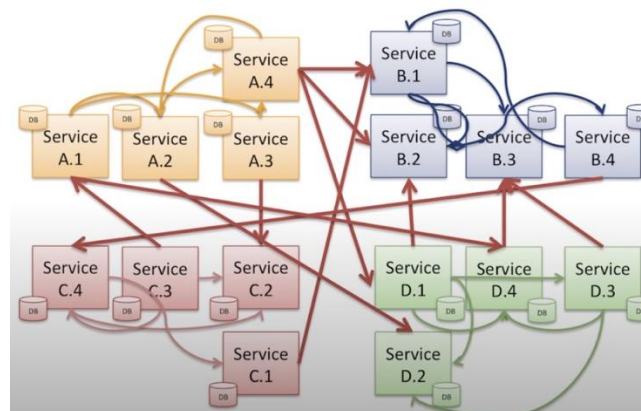 DB
Service
A.4
DB
Service
B.1
DB
Service
A.1
DB
Service
A.2
DB
Service
A.3
Service
B.2
DB
Service
B.3
DB
Service
B.4
DB
Service
C.4
DB
Service
C.3
DB
Service
C.2
DB
Service
D.1
Service
D.4
DB
Service
D.3
DB
Service
C.1
DB
Service
D.2
DB